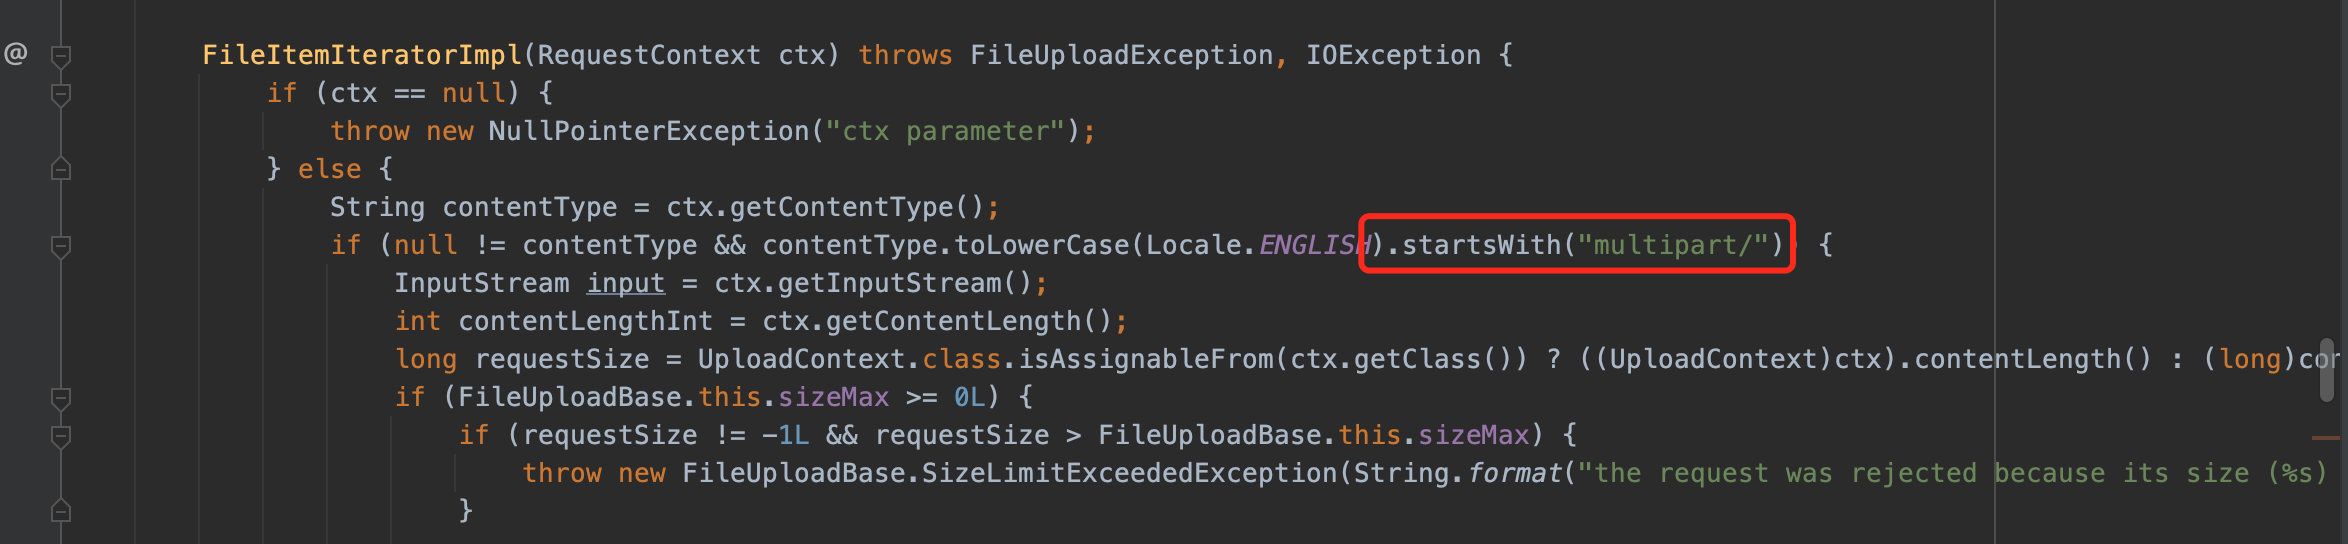 @ FileItemIteratorImpl(RequestContext ctx) throws FileUploadException, IOException {
if (ctx == null) {
throw new NullPointerException("ctx parameter");
} else {
String contentType = ctx.getContentType();
if (null != contentType && contentType.toLowerCase(Locale.ENGLISH).startsWith("multipart/")) {
InputStream input = ctx.getInputStream();
int contentLengthInt = ctx.getContentLength();
long requestSize = UploadContext.class.isAssignableFrom(ctx.getClass()) ? ((UploadContext)ctx).contentLength() : (long)con
if (FileUploadBase.this.sizeMax >= 0L) {
if (requestSize != -1L && requestSize > FileUploadBase.this.sizeMax) {
throw new FileUploadBase.SizeLimitExceededException(String.format("the request was rejected because its size (%s)
}